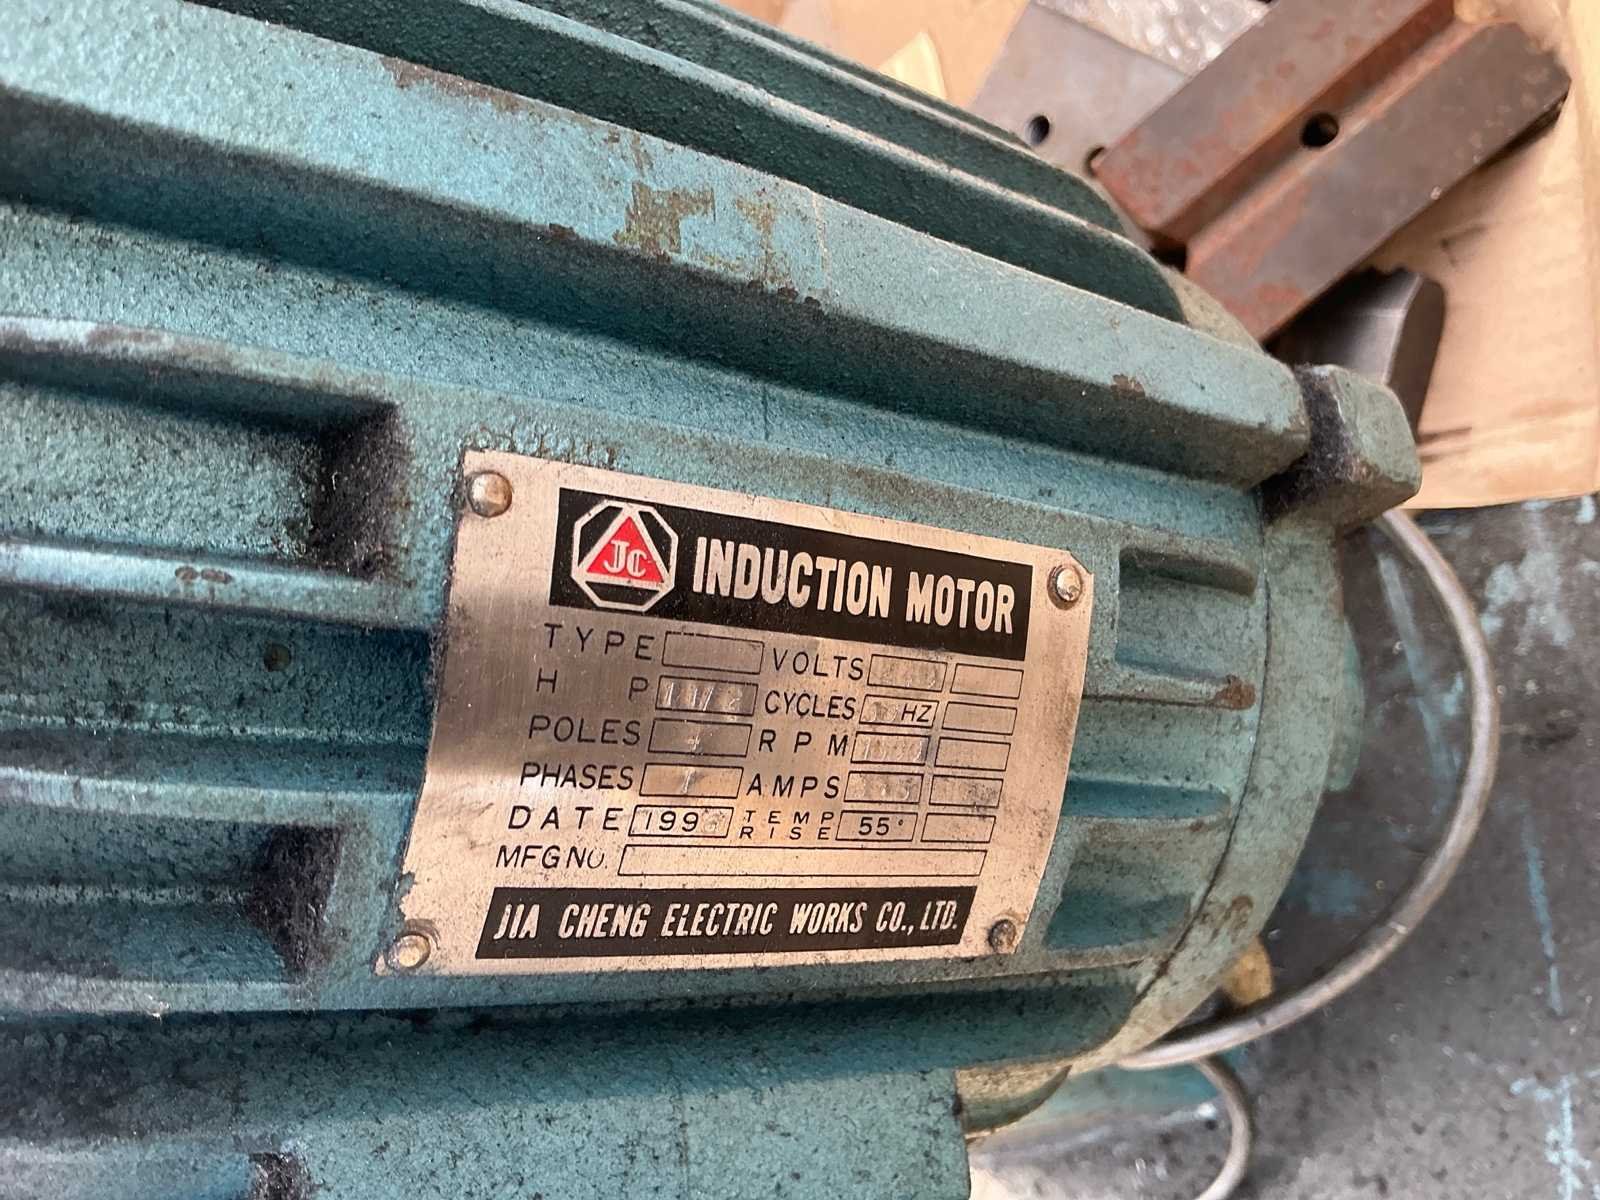 JC INDUCTION MOTOR
TYPE VOLTS
H P 1 1/2 CYCLES HZ
POLES 4 RPM
PHASES 1 AMPS
DATE 199 TEMP RISE 55°
MFG NO.
JIA CHENG ELECTRIC WORKS CO., LTD.